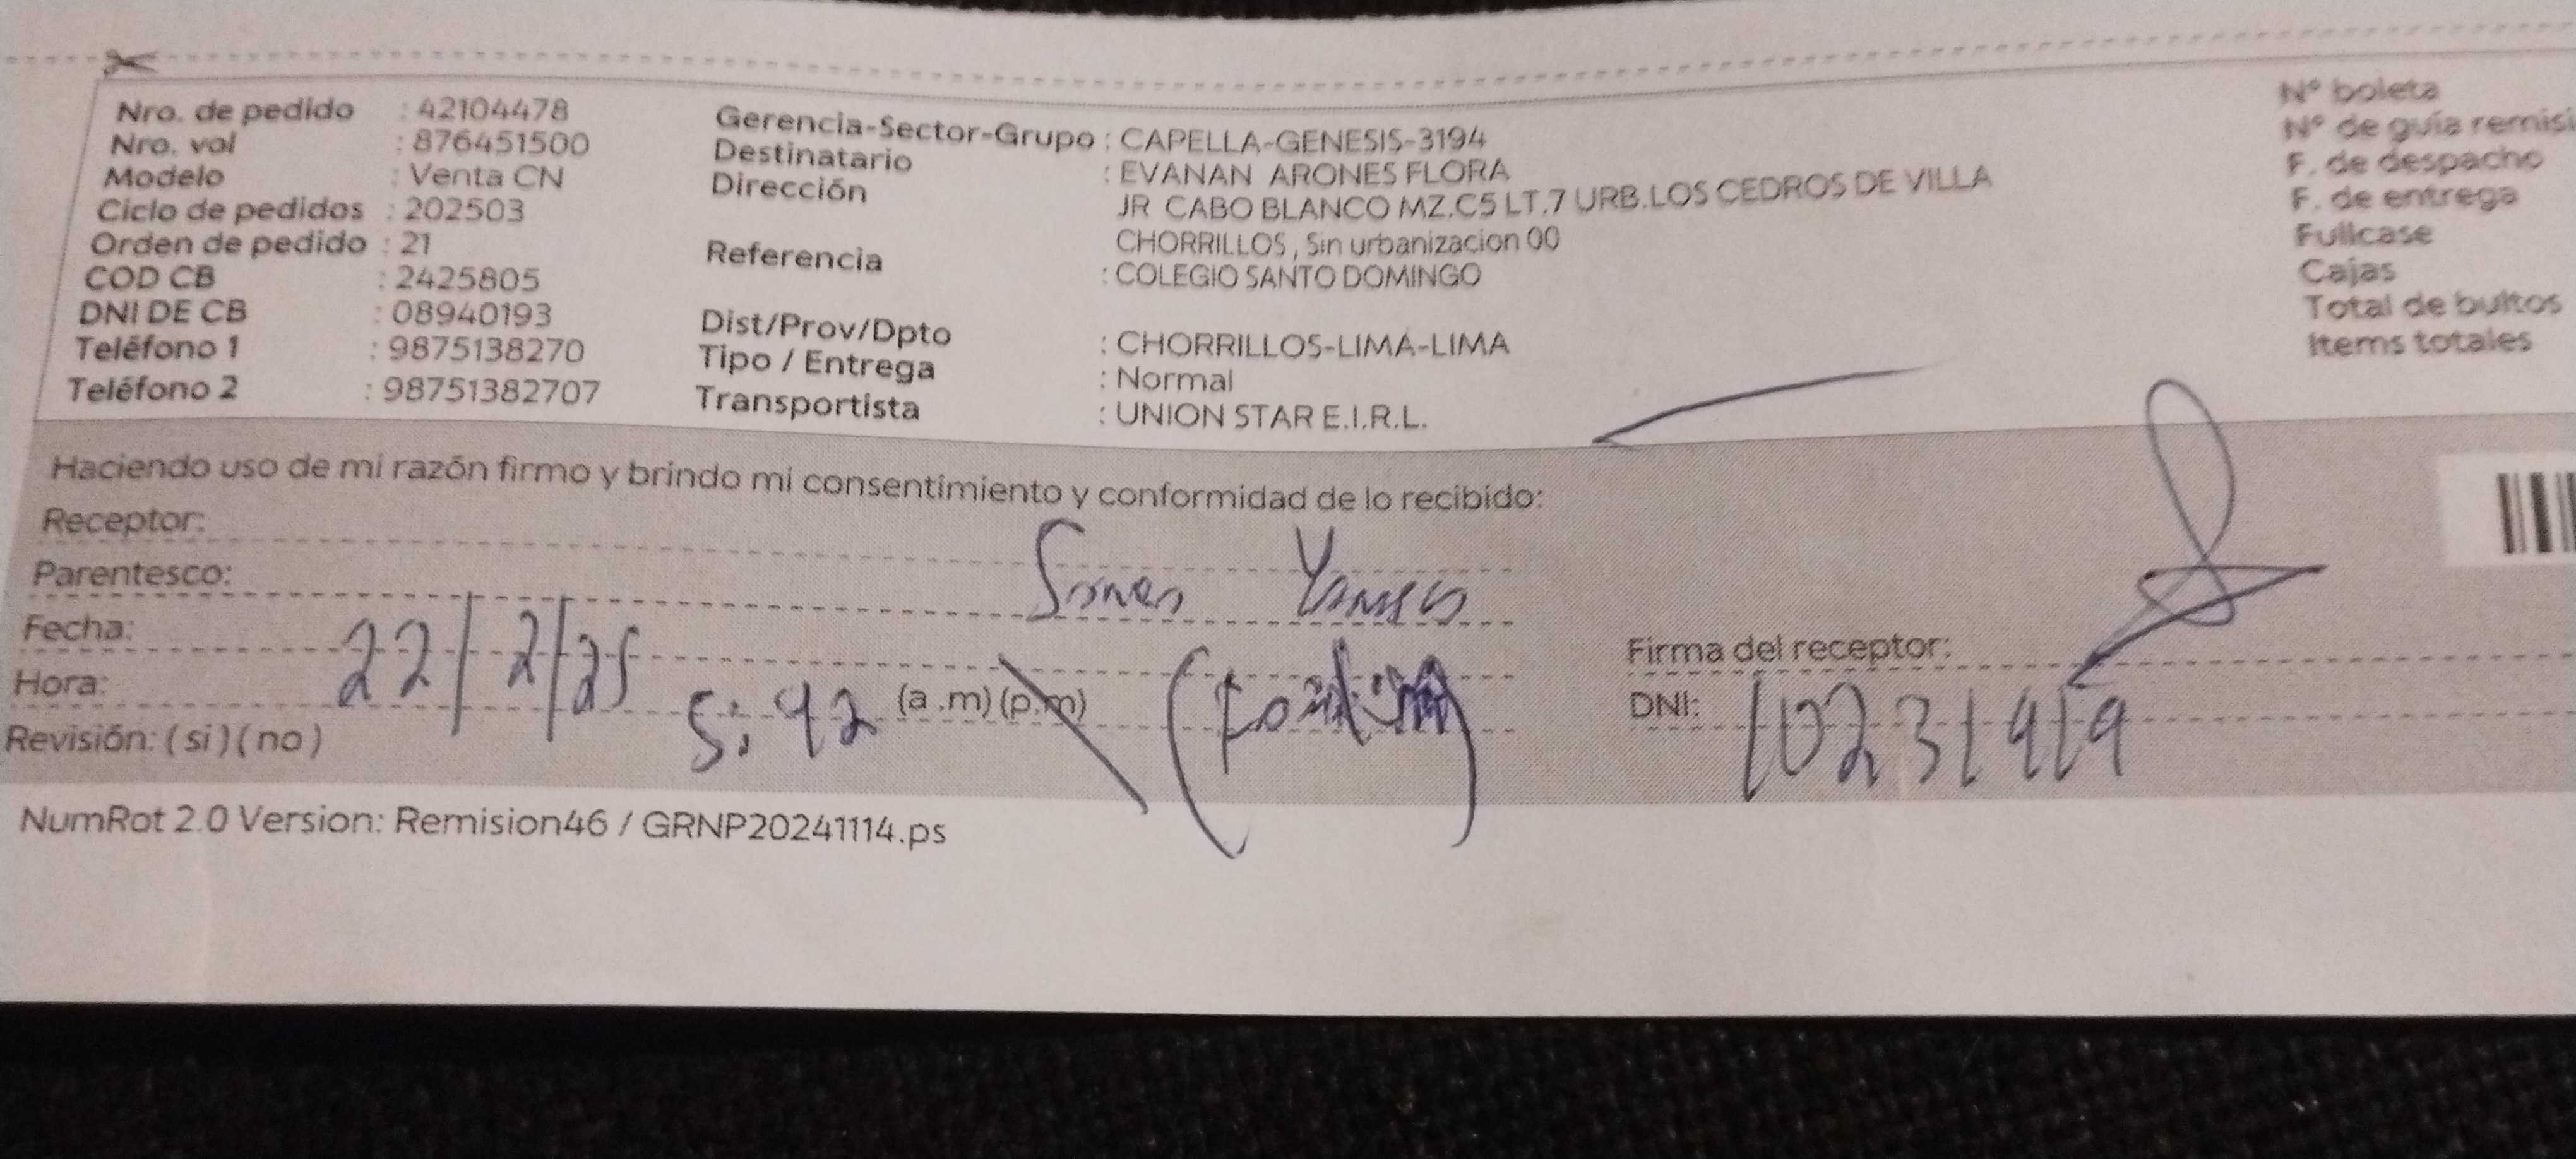 Nro. de pedido : 42104478
Nro. vol : 876451500
Modelo : Venta CN
Ciclo de pedidos : 202503
Orden de pedido : 21
COD CB : 2425805
DNI DE CB : 08940193
Teléfono 1 : 9875138270
Teléfono 2 : 98751382707
Gerencia-Sector-Grupo : CAPELLA-GENESIS-3194
Destinatario : EVANAN ARONES FLORA
Dirección JR CABO BLANCO MZ.C5 LT.7 URB.LOS CEDROS DE VILLA
CHORRILLOS, Sin urbanizacion 00
Referencia : COLEGIO SANTO DOMINGO
Dist/Prov/Dpto : CHORRILLOS-LIMA-LIMA
Tipo / Entrega : Normal
Transportista : UNION STAR E.I.R.L.
N° boleta
N° de guía remisi
F. de despacho
F. de entrega
Fullcase
Cajas
Total de bultos
Items totales
Haciendo uso de mi razón firmo y brindo mi consentimiento y conformidad de lo recibido:
Receptor:
Parentesco:
Fecha: 22/2/25
Hora: 5:42 (a.m) (p.m)
Revisión: (si) (no)
Firma del receptor:
DNI: 10231919
NumRot 2.0 Version: Remision46 / GRNP20241114.ps